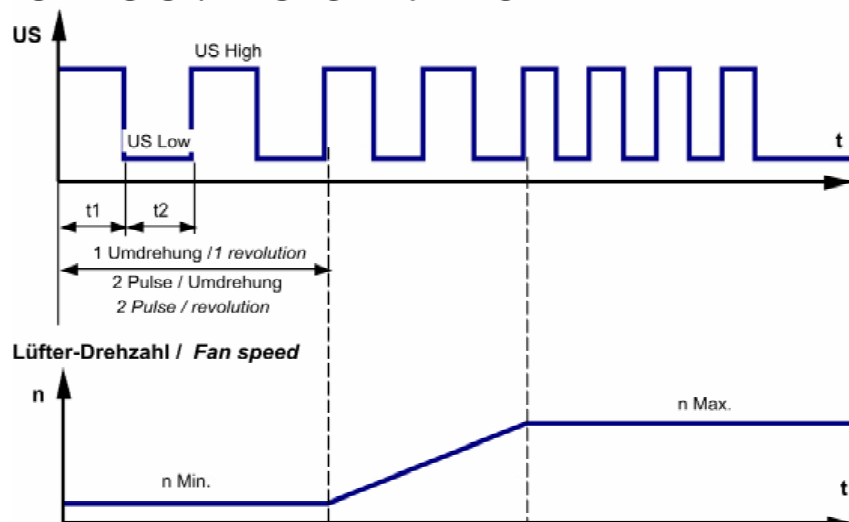 US
US High
US Low
t
t1 t2
1 Umdrehung /1 revolution
2 Pulse / Umdrehung
2 Pulse / revolution
Lüfter-Drehzahl / Fan speed
n
n Max.
n Min.
t